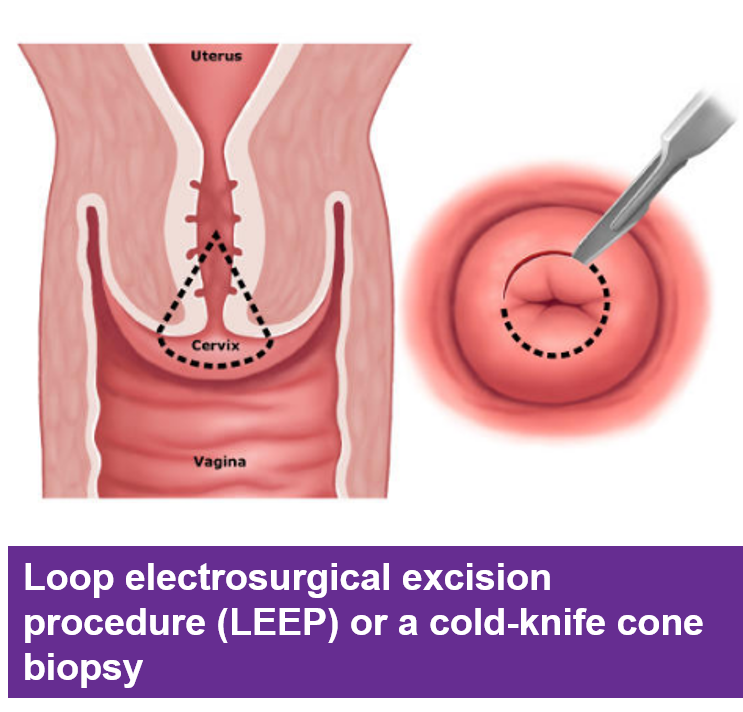 Uterus
Cervix
Vagina
Loop electrosurgical excision
procedure (LEEP) or a cold-knife cone
biopsy